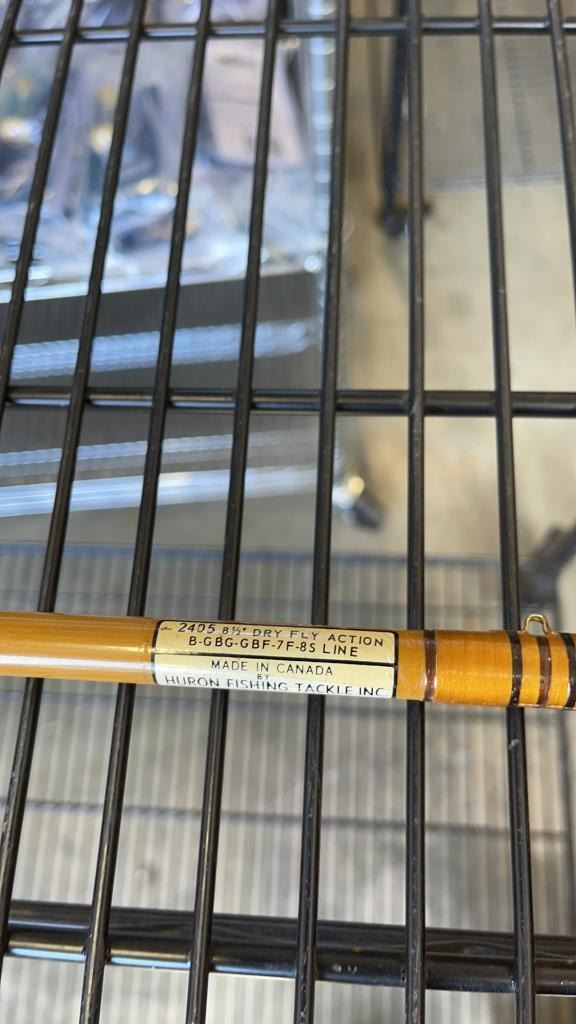 2405 8½' DRY FLY ACTION
B-GBG-GBF-7F-8S LINE
MADE IN CANADA
BY
HURON FISHING TACKLE INC